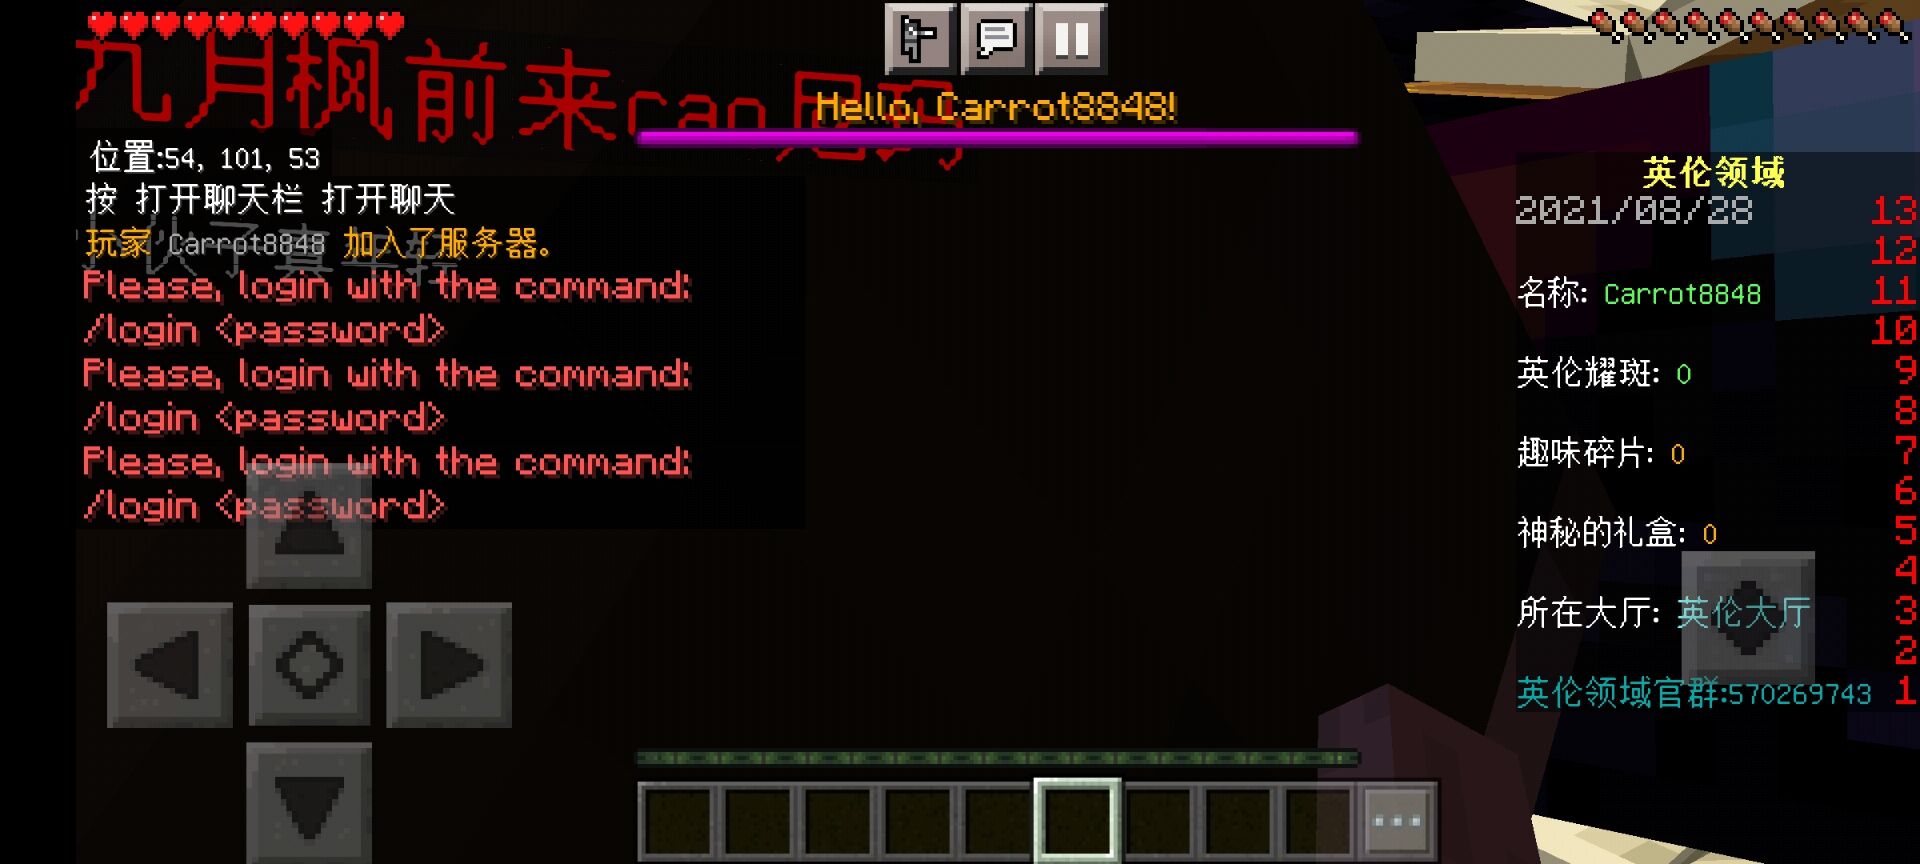 九月枫前来ran
Hello, Carrot8848!
位置:54, 101, 53
按 打开聊天栏 打开聊天
玩家 Carrot8848 加入了服务器。
Please, login with the command:
/login <password>
Please, login with the command:
/login <password>
Please, login with the command:
/login <password>
英伦领域
2021/08/28 13
12
名称: Carrot8848 11
10
英伦耀斑: 0 9
8
趣味碎片: 0 7
6
神秘的礼盒: 0 5
4
所在大厅: 英伦大厅 3
2
英伦领域官群:570269743 1